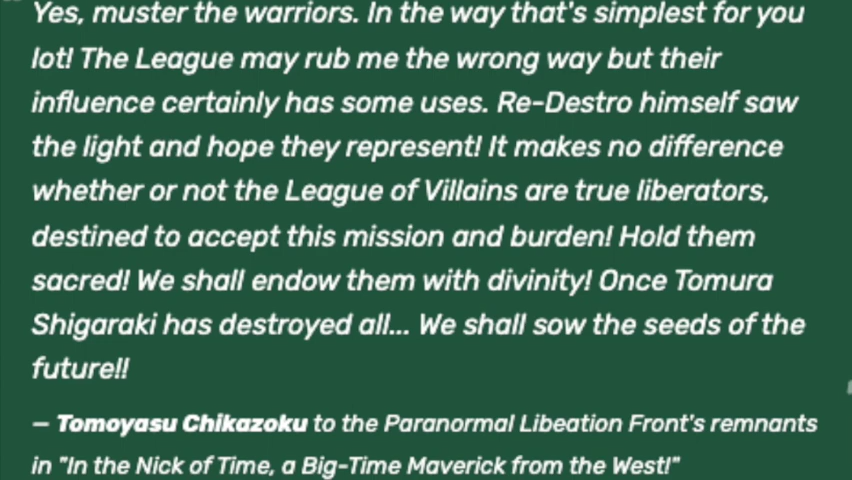 Yes, muster the warriors. In the way that's simplest for you
lot! The League may rub me the wrong way but their
influence certainly has some uses. Re-Destro himself saw
the light and hope they represent! It makes no difference
whether or not the League of Villains are true liberators,
destined to accept this mission and burden! Hold them
sacred! We shall endow them with divinity! Once Tomura
Shigaraki has destroyed all... We shall sow the seeds of the
future!!
— Tomoyasu Chikazoku to the Paranormal Libeation Front's remnants
in "In the Nick of Time, a Big-Time Maverick from the West!"